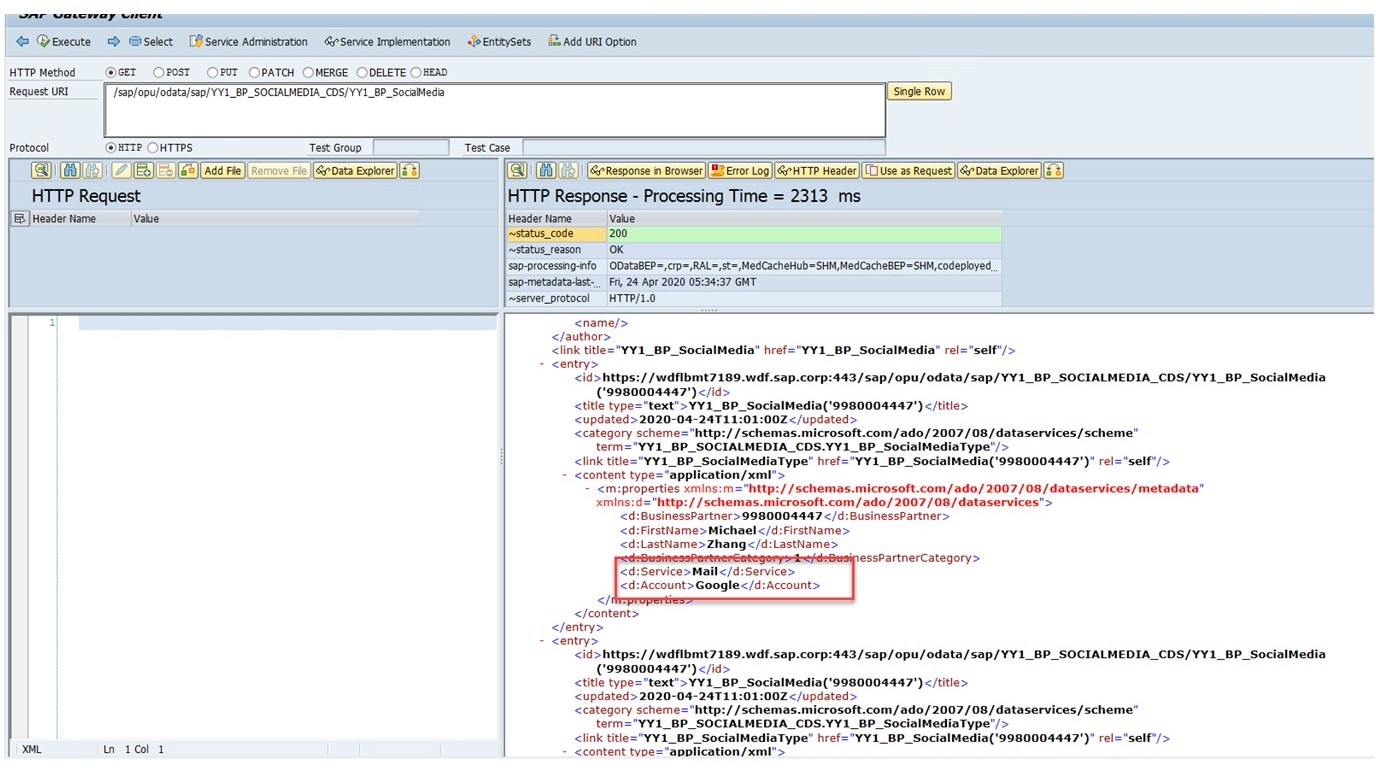 SAP Gateway Client
Execute Select Service Administration Service Implementation EntitySets Add URI Option
HTTP Method GET POST PUT PATCH MERGE DELETE HEAD
Request URI /sap/opu/odata/sap/YY1_BP_SOCIALMEDIA_CDS/YY1_BP_SocialMedia Single Row
Protocol HTTP HTTPS Test Group Test Case
Add File Remove File Data Explorer
HTTP Request
Header Name Value
Response in Browser Error Log HTTP Header Use as Request Data Explorer
HTTP Response - Processing Time = 2313 ms
Header Name Value
~status_code 200
~status_reason OK
sap-processing-info ODataBEP=,crp=,RAL=,st=,MedCacheHub=SHM,MedCacheBEP=SHM,codeployed...
sap-metadata-last-... Fri, 24 Apr 2020 05:34:37 GMT
~server_protocol HTTP/1.0
1
<name/>
</author>
<link title="YY1_BP_SocialMedia" href="YY1_BP_SocialMedia" rel="self"/>
- <entry>
<id>https://wdflbmt7189.wdf.sap.corp:443/sap/opu/odata/sap/YY1_BP_SOCIALMEDIA_CDS/YY1_BP_SocialMedia
('9980004447')</id>
<title type="text">YY1_BP_SocialMedia('9980004447')</title>
<updated>2020-04-24T11:01:00Z</updated>
<category scheme="http://schemas.microsoft.com/ado/2007/08/dataservices/scheme"
term="YY1_BP_SOCIALMEDIA_CDS.YY1_BP_SocialMediaType"/>
<link title="YY1_BP_SocialMediaType" href="YY1_BP_SocialMedia('9980004447')" rel="self"/>
- <content type="application/xml">
- <m:properties xmlns:m="http://schemas.microsoft.com/ado/2007/08/dataservices/metadata"
xmlns:d="http://schemas.microsoft.com/ado/2007/08/dataservices">
<d:BusinessPartner>9980004447</d:BusinessPartner>
<d:FirstName>Michael</d:FirstName>
<d:LastName>Zhang</d:LastName>
<d:BusinessPartnerCategory>1</d:BusinessPartnerCategory>
<d:Service>Mail</d:Service>
<d:Account>Google</d:Account>
</m:properties>
</content>
</entry>
- <entry>
<id>https://wdflbmt7189.wdf.sap.corp:443/sap/opu/odata/sap/YY1_BP_SOCIALMEDIA_CDS/YY1_BP_SocialMedia
('9980004447')</id>
<title type="text">YY1_BP_SocialMedia('9980004447')</title>
<updated>2020-04-24T11:01:00Z</updated>
<category scheme="http://schemas.microsoft.com/ado/2007/08/dataservices/scheme"
term="YY1_BP_SOCIALMEDIA_CDS.YY1_BP_SocialMediaType"/>
<link title="YY1_BP_SocialMediaType" href="YY1_BP_SocialMedia('9980004447')" rel="self"/>
- <content type="application/xml">
XML Ln 1 Col 1